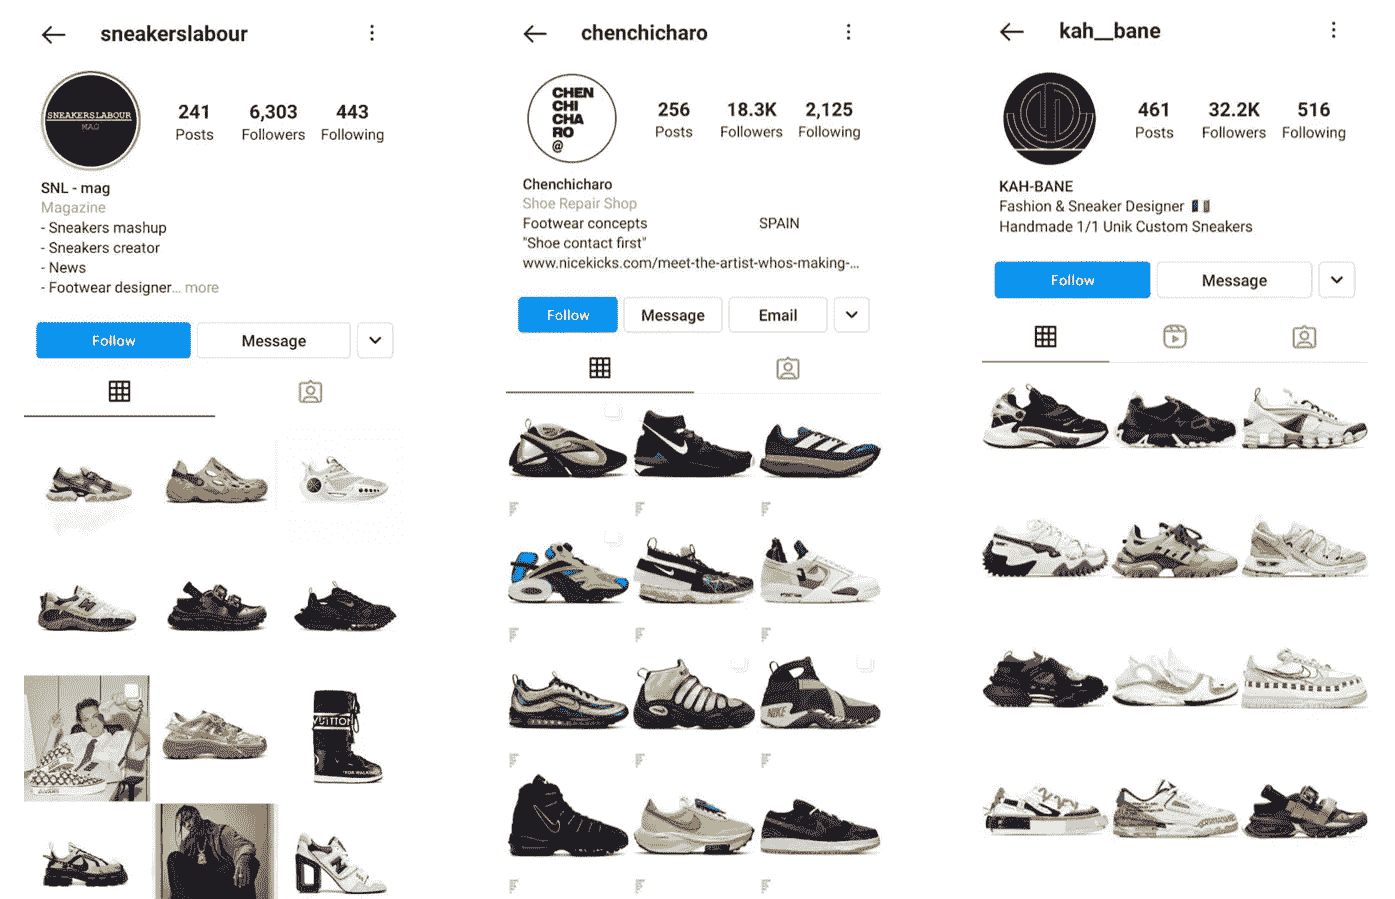 sneakerslabour
SNEAKERSLABOUR
MAG
241
6,303
443
Posts
Followers
Following
SNL - mag
Magazine
- Sneakers mashup
- Sneakers creator
- News
- Footwear designer... more
Follow
Message
VUITTON
"FOR WALKING"
chenchicharo
CHEN
CHI
CHA
RO
@
256
18.3K
2,125
Posts
Followers
Following
Chenchicharo
Shoe Repair Shop
Footwear concepts SPAIN
"Shoe contact first"
www.nicekicks.com/meet-the-artist-whos-making-...
Follow
Message
Email
NIKE
kah__bane
461
32.2K
516
Posts
Followers
Following
KAH-BANE
Fashion & Sneaker Designer
Handmade 1/1 Unik Custom Sneakers
Follow
Message